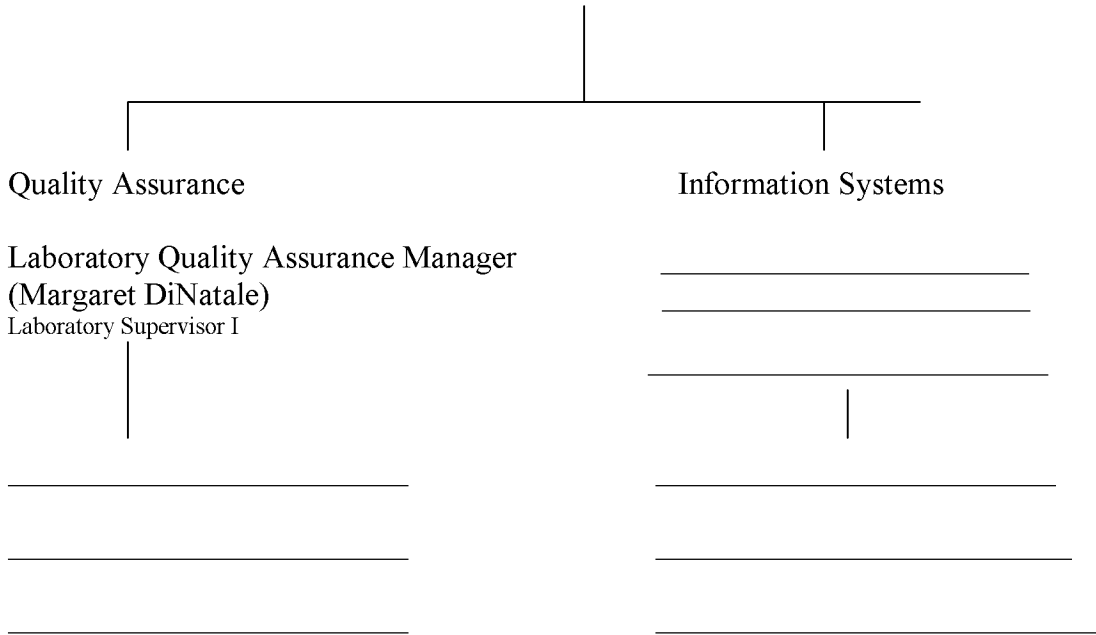 Quality Assurance
Information Systems
Laboratory Quality Assurance Manager
(Margaret DiNatale)
Laboratory Supervisor I